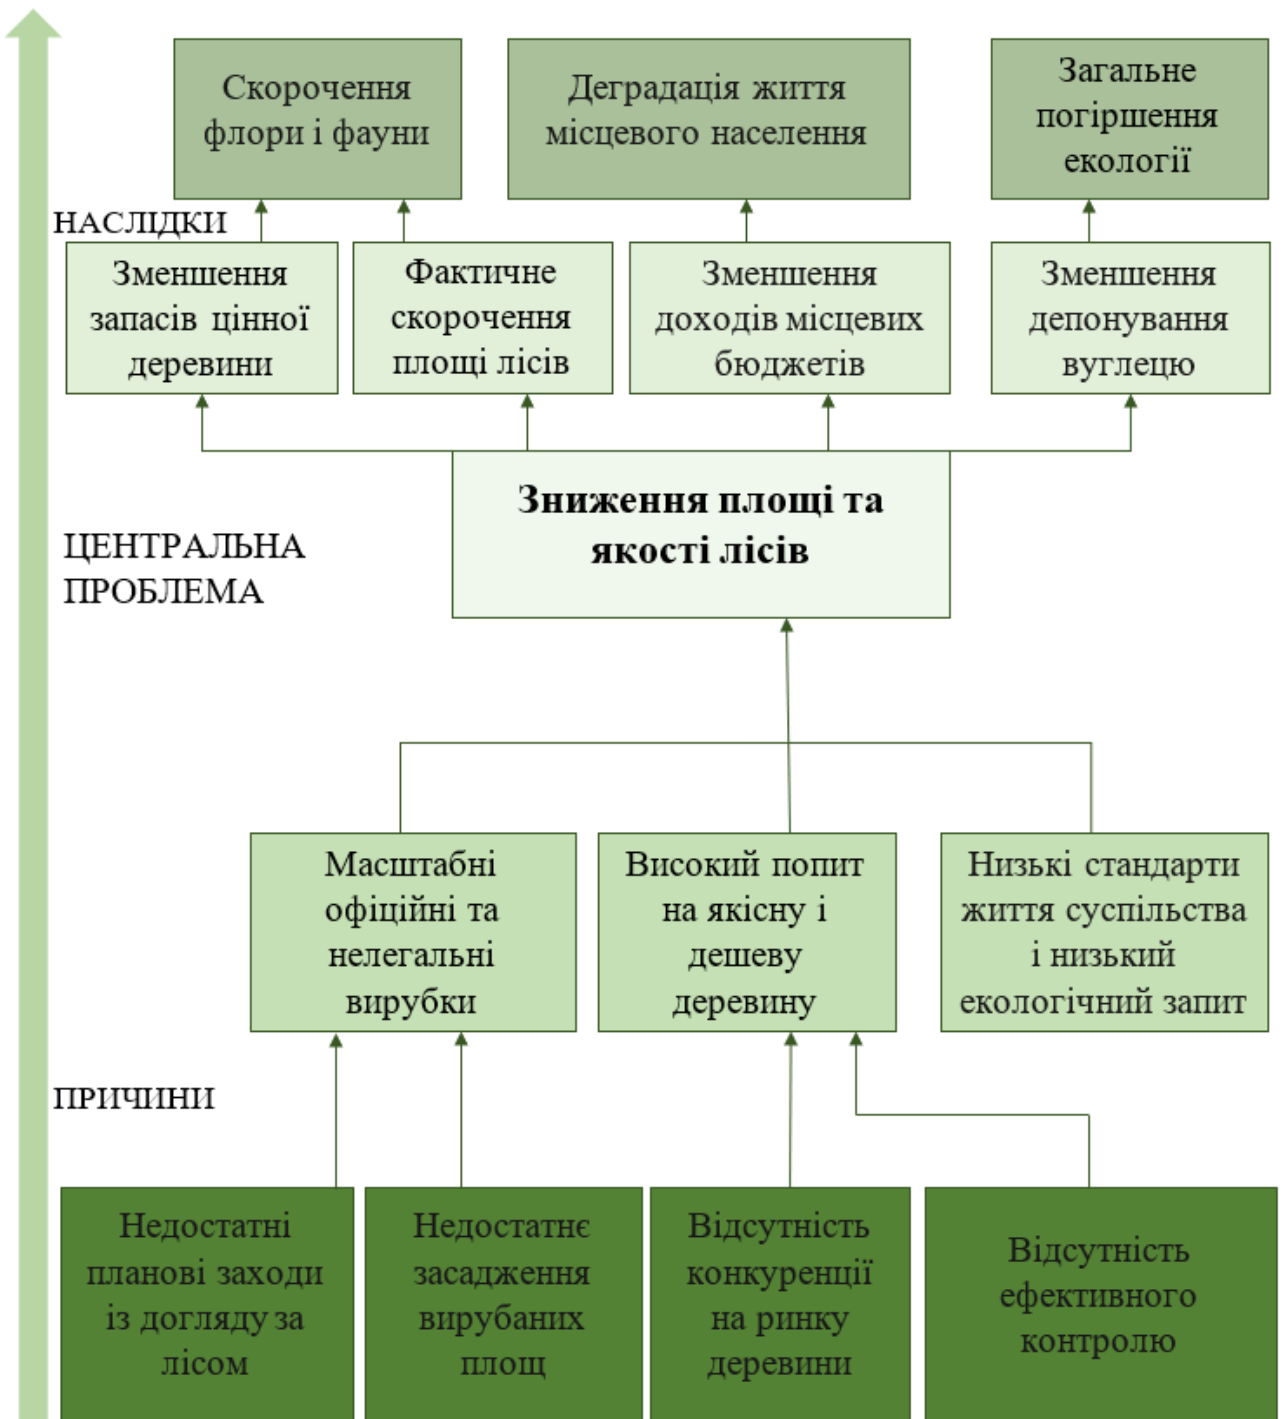 Скорочення
флори і фауни
Деградація життя
місцевого населення
Загальне
погіршення
екології
НАСЛІДКИ
Зменшення
запасів цінної
деревини
Фактичне
скорочення
площі лісів
Зменшення
доходів місцевих
бюджетів
Зменшення
депонування
вуглецю
Зниження площі та
якості лісів
ЦЕНТРАЛЬНА
ПРОБЛЕМА
Масштабні
офіційні та
нелегальні
вирубки
Високий попит
на якісну і
дешеву
деревину
Низькі стандарти
життя суспільства
і низький
екологічний запит
ПРИЧИНИ
Недостатні
планові заходи
із догляду за
лісом
Недостатнє
засадження
вирубаних
площ
Відсутність
конкуренції
на ринку
деревини
Відсутність
ефективного
контролю